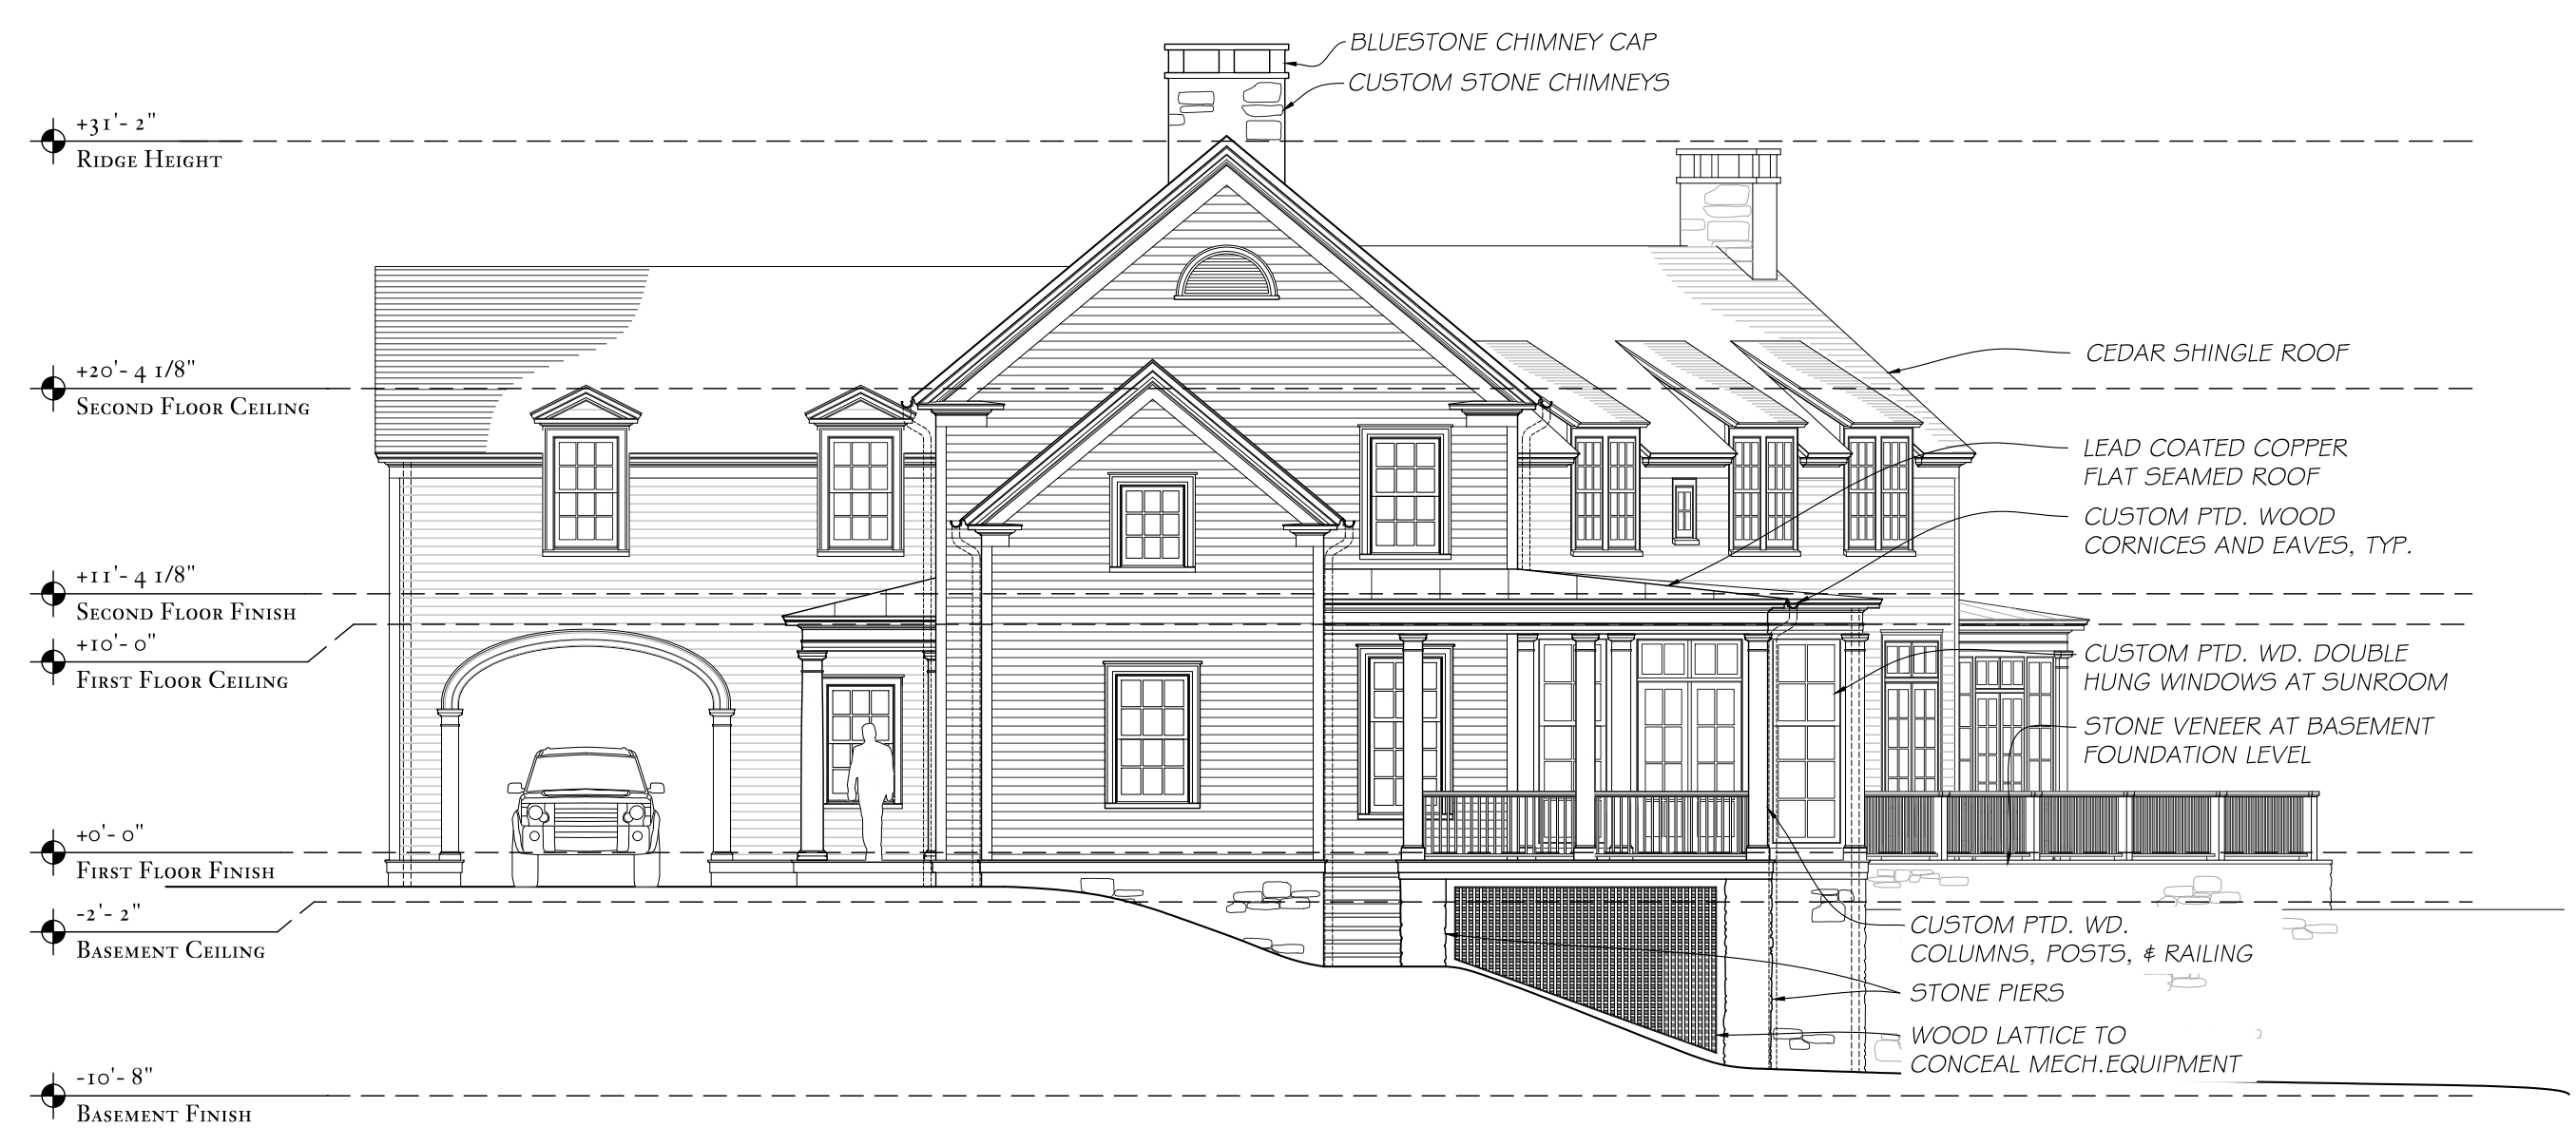 BLUESTONE CHIMNEY CAP
CUSTOM STONE CHIMNEYS
+31'- 2"
RIDGE HEIGHT
CEDAR SHINGLE ROOF
+20'- 4 1/8"
SECOND FLOOR CEILING
LEAD COATED COPPER
FLAT SEAMED ROOF
CUSTOM PTD. WOOD
CORNICES AND EAVES, TYP.
+11'- 4 1/8"
SECOND FLOOR FINISH
+10'- 0"
FIRST FLOOR CEILING
CUSTOM PTD. WD. DOUBLE
HUNG WINDOWS AT SUNROOM
STONE VENEER AT BASEMENT
FOUNDATION LEVEL
+0'- 0"
FIRST FLOOR FINISH
-2'- 2"
BASEMENT CEILING
CUSTOM PTD. WD.
COLUMNS, POSTS, & RAILING
STONE PIERS
WOOD LATTICE TO
CONCEAL MECH.EQUIPMENT
-10'- 8"
BASEMENT FINISH